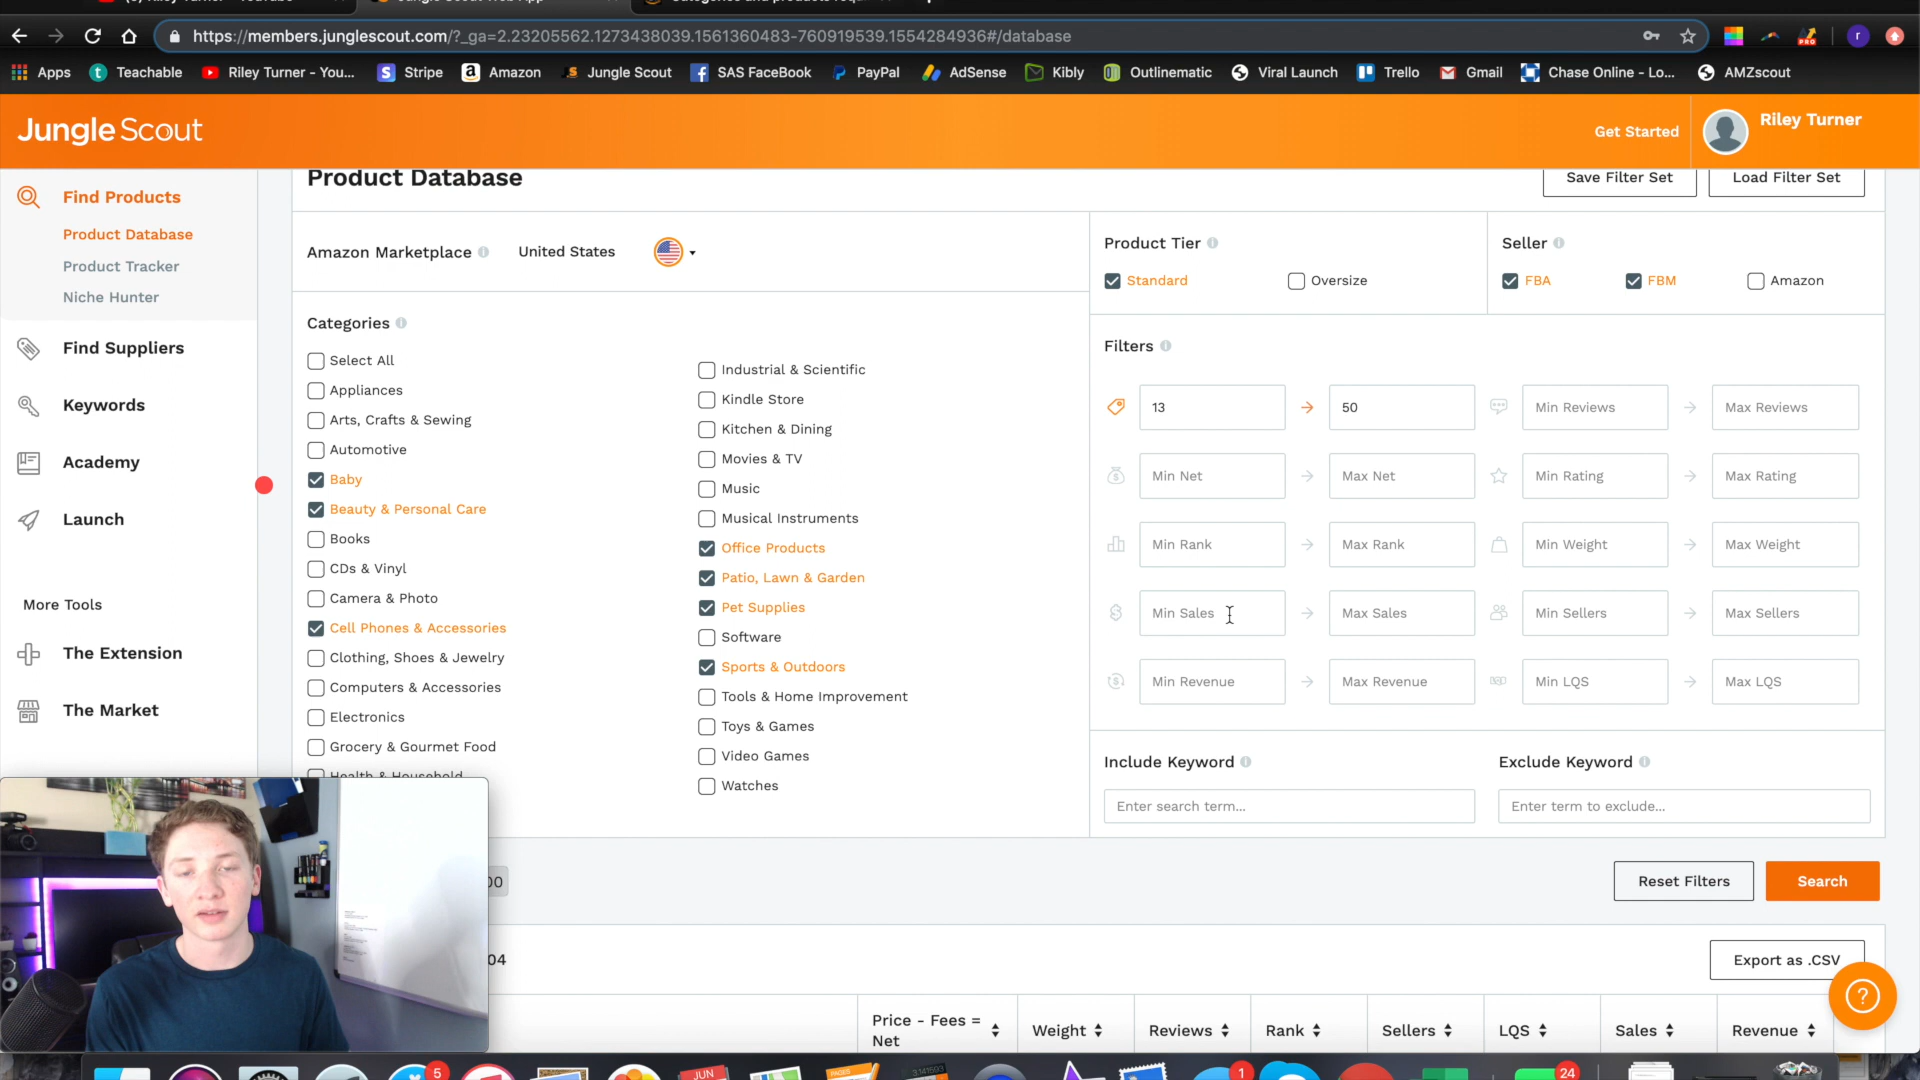 https://members.junglescout.com/?_ga=2.23205562.1273438039.1561360483-760919539.1554284936#/database
Apps Teachable Riley Turner - You... Stripe Amazon Jungle Scout SAS FaceBook PayPal AdSense Kibly Outlinematic Viral Launch Trello Gmail Chase Online - Lo... AMZscout
Jungle Scout
Get Started
Riley Turner
Find Products
Product Database
Product Tracker
Niche Hunter
Find Suppliers
Keywords
Academy
Launch
More Tools
The Extension
The Market
Product Database
Save Filter Set
Load Filter Set
Amazon Marketplace
United States
Product Tier
Standard
Oversize
Seller
FBA
FBM
Amazon
Categories
Select All
Appliances
Arts, Crafts & Sewing
Automotive
Baby
Beauty & Personal Care
Books
CDs & Vinyl
Camera & Photo
Cell Phones & Accessories
Clothing, Shoes & Jewelry
Computers & Accessories
Electronics
Grocery & Gourmet Food
Health & Household
Industrial & Scientific
Kindle Store
Kitchen & Dining
Movies & TV
Music
Musical Instruments
Office Products
Patio, Lawn & Garden
Pet Supplies
Software
Sports & Outdoors
Tools & Home Improvement
Toys & Games
Video Games
Watches
Filters
13 50 Min Reviews Max Reviews
Min Net Max Net Min Rating Max Rating
Min Rank Max Rank Min Weight Max Weight
Min Sales Max Sales Min Sellers Max Sellers
Min Revenue Max Revenue Min LQS Max LQS
Include Keyword
Enter search term...
Exclude Keyword
Enter term to exclude...
00
Reset Filters
Search
04
Export as .CSV
Price - Fees =
Net
Weight
Reviews
Rank
Sellers
LQS
Sales
Revenue
5
JUN
PAGES
1
24